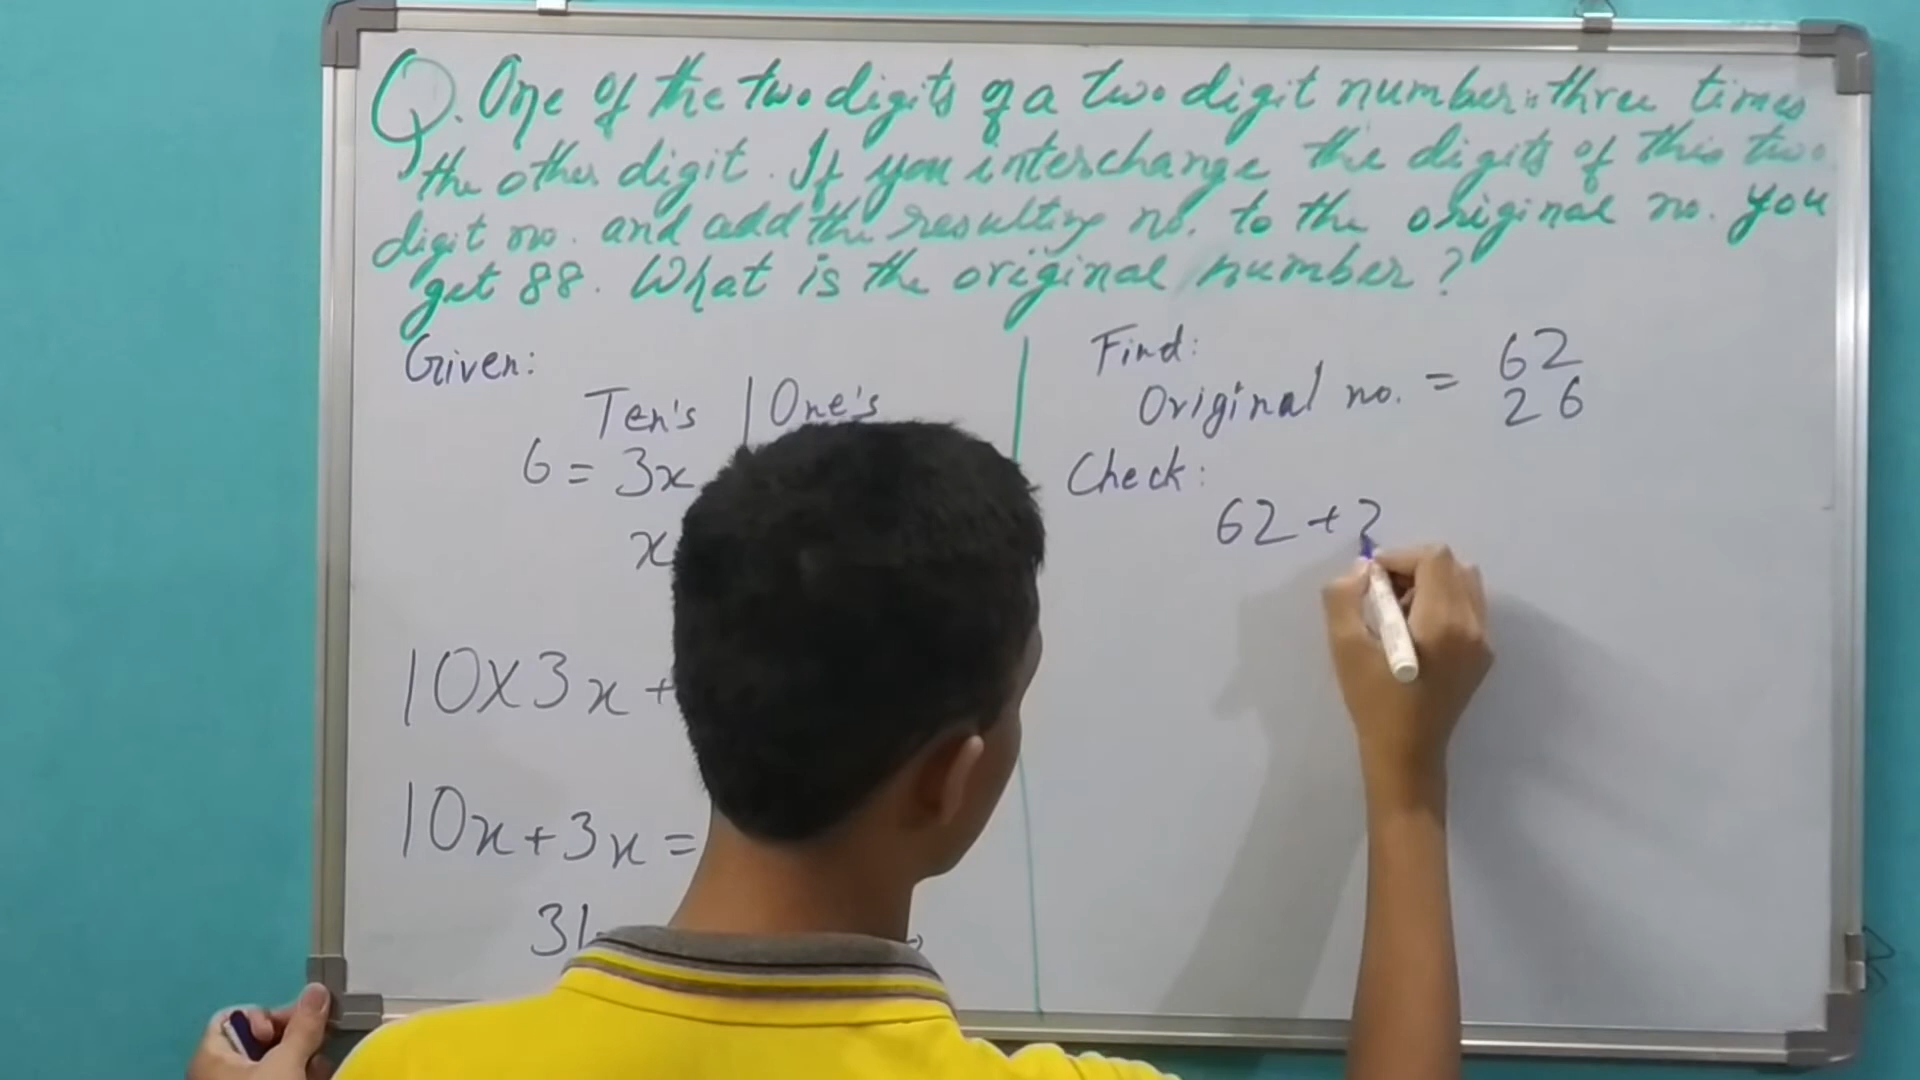 Q. One of the two digits of a two digit number is three times
the other digit. If you interchange the digits of this two
digit no. and add the resulting no. to the original no. you
get 88. What is the original number?
Given:
Ten's | One's
6 = 3x
x
10x3x +
10x + 3x =
31
Find:
Original no. = 62
26
Check:
62 + 2